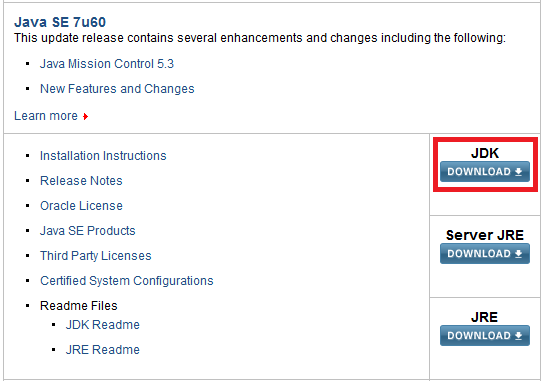 Java SE 7u60
This update release contains several enhancements and changes including the following:
Java Mission Control 5.3
New Features and Changes
Learn more
Installation Instructions
Release Notes
Oracle License
Java SE Products
Third Party Licenses
Certified System Configurations
Readme Files
JDK Readme
JRE Readme
JDK
DOWNLOAD
Server JRE
DOWNLOAD
JRE
DOWNLOAD